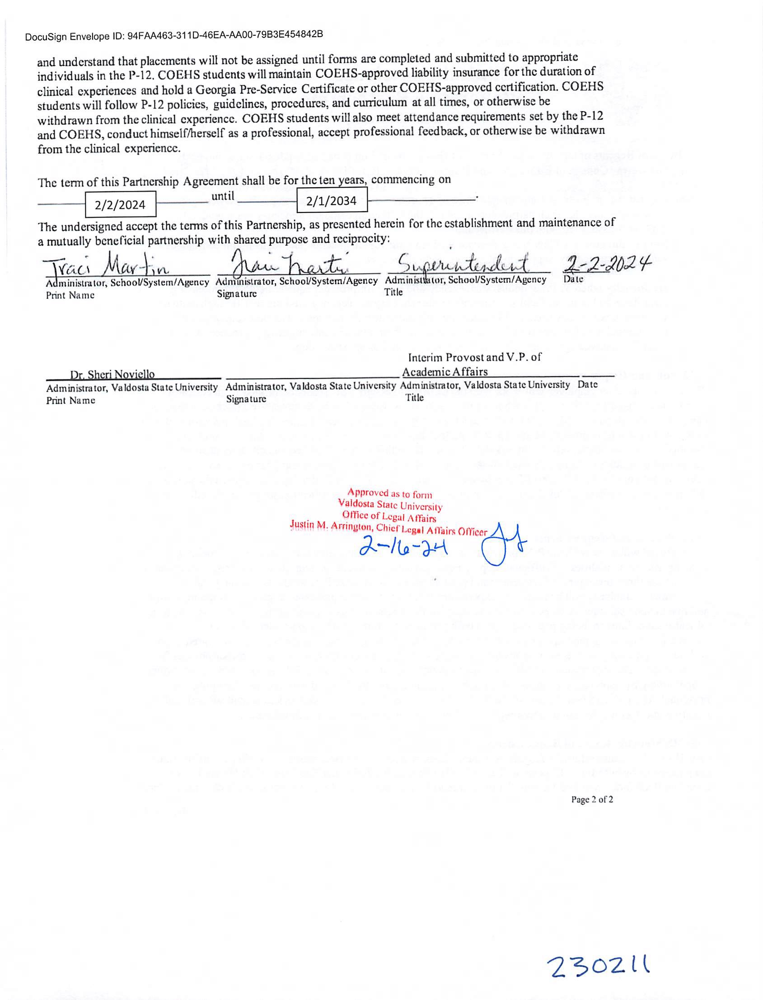 DocuSign Envelope ID: 94FAA463-311D-46EA-AA00-79B3E454842B
and understand that placements will not be assigned until forms are completed and submitted to appropriate
individuals in the P-12. COEHS students will maintain COEHS-approved liability insurance for the duration of
clinical experiences and hold a Georgia Pre-Service Certificate or other COEHS-approved certification. COEHS
students will follow P-12 policies, guidelines, procedures, and curriculum at all times, or otherwise be
withdrawn from the clinical experience. COEHS students will also meet attendance requirements set by the P-12
and COEHS, conduct himself/herself as a professional, accept professional feedback, or otherwise be withdrawn
from the clinical experience.
The term of this Partnership Agreement shall be for the ten years, commencing on
2/2/2024 until 2/1/2034.
The undersigned accept the terms of this Partnership, as presented herein for the establishment and maintenance of
a mutually beneficial partnership with shared purpose and reciprocity:
Traci Martin Traci Martin Superintendent 2-2-2024
Administrator, School/System/Agency Administrator, School/System/Agency Administrator, School/System/Agency Date
Print Name Signature Title
Interim Provost and V.P. of
Dr. Sheri Noviello Academic Affairs
Administrator, Valdosta State University Administrator, Valdosta State University Administrator, Valdosta State University Date
Print Name Signature Title
Approved as to form
Valdosta State University
Office of Legal Affairs
Justin M. Arrington, Chief Legal Affairs Officer
2-16-24
Page 2 of 2
230211